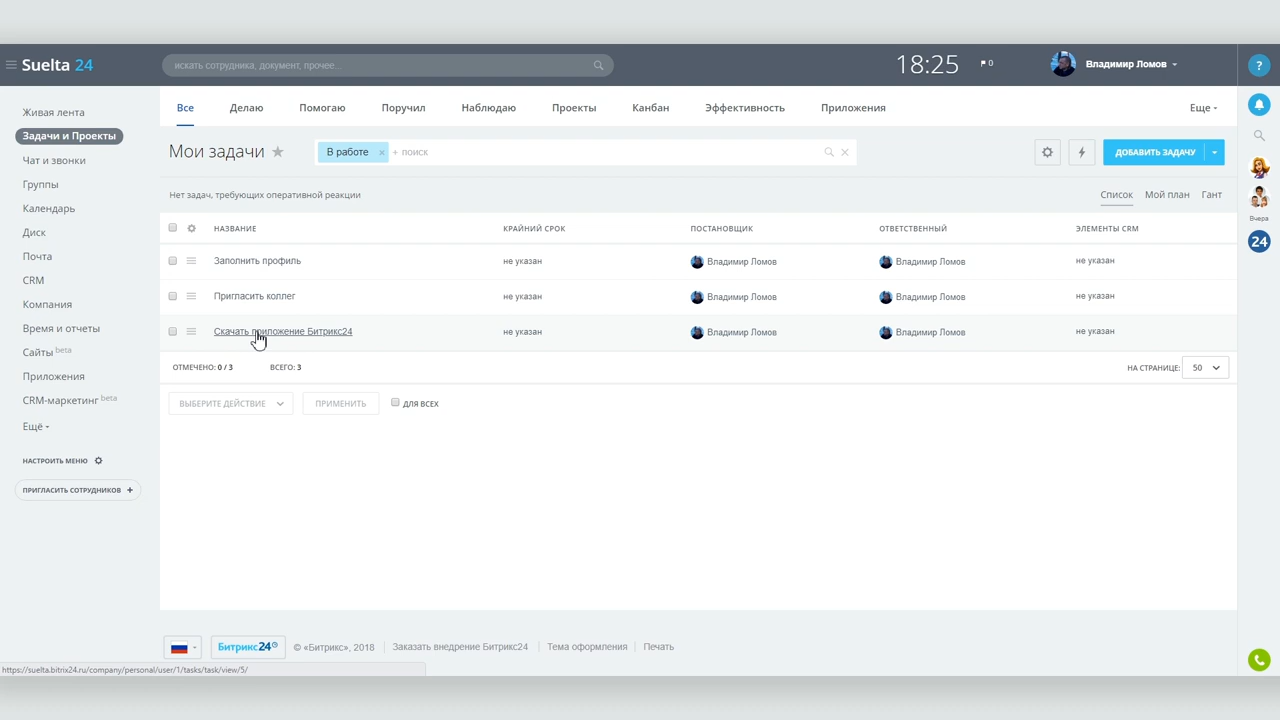 Suelta 24
искать сотрудника, документ, прочее...
18:25
0
Владимир Ломов
?
Живая лента
Задачи и Проекты
Чат и звонки
Группы
Календарь
Диск
Почта
CRM
Компания
Время и отчеты
Сайты beta
Приложения
CRM-маркетинг beta
Ещё
НАСТРОИТЬ МЕНЮ
ПРИГЛАСИТЬ СОТРУДНИКОВ +
Все Делаю Помогаю Поручил Наблюдаю Проекты Канбан Эффективность Приложения Еще
Мои задачи
В работе × + поиск
ДОБАВИТЬ ЗАДАЧУ
Нет задач, требующих оперативной реакции
Список Мой план Гант
НАЗВАНИЕ КРАЙНИЙ СРОК ПОСТАНОВЩИК ОТВЕТСТВЕННЫЙ ЭЛЕМЕНТЫ CRM
Заполнить профиль не указан Владимир Ломов Владимир Ломов не указан
Пригласить коллег не указан Владимир Ломов Владимир Ломов не указан
Скачать приложение Битрикс24 не указан Владимир Ломов Владимир Ломов не указан
ОТМЕЧЕНО: 0 / 3 ВСЕГО: 3 НА СТРАНИЦЕ: 50
ВЫБЕРИТЕ ДЕЙСТВИЕ ПРИМЕНИТЬ ДЛЯ ВСЕХ
Вчера
24
Битрикс24 © «Битрикс», 2018 Заказать внедрение Битрикс24 Тема оформления Печать
https://suelta.bitrix24.ru/company/personal/user/1/tasks/task/view/5/